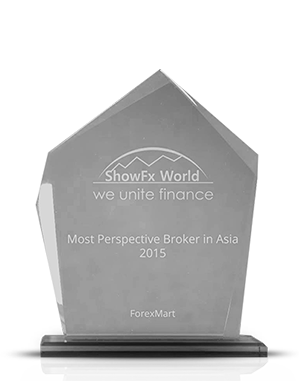 ShowFx World
we unite finance
Most Perspective Broker in Asia
2015
ForexMart